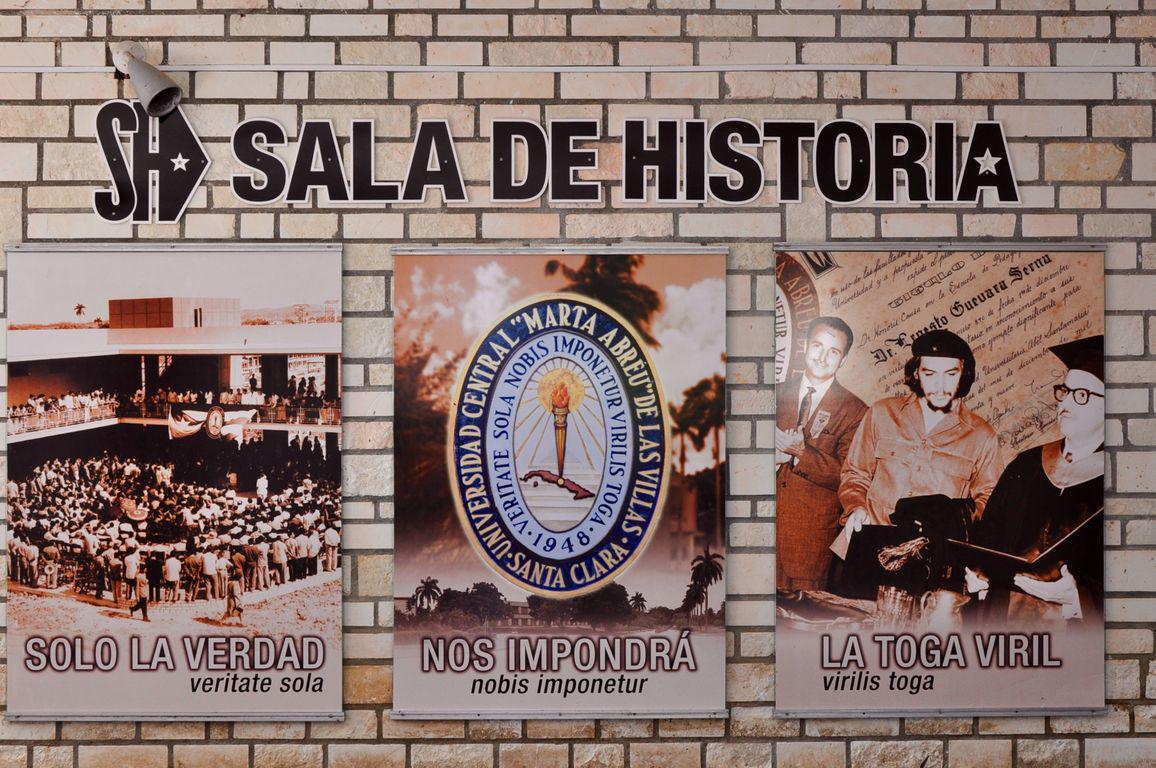 SH SALA DE HISTORIA
SOLO LA VERDAD
veritate sola
UNIVERSIDAD CENTRAL "MARTA ABREU" DE LAS VILLAS
· SANTA CLARA ·
VERITATE SOLA NOBIS IMPONETUR VIRILIS TOGA
· 1948 ·
NOS IMPONDRÁ
nobis imponetur
Dr. Ernesto Guevara Serna
LA TOGA VIRIL
virilis toga